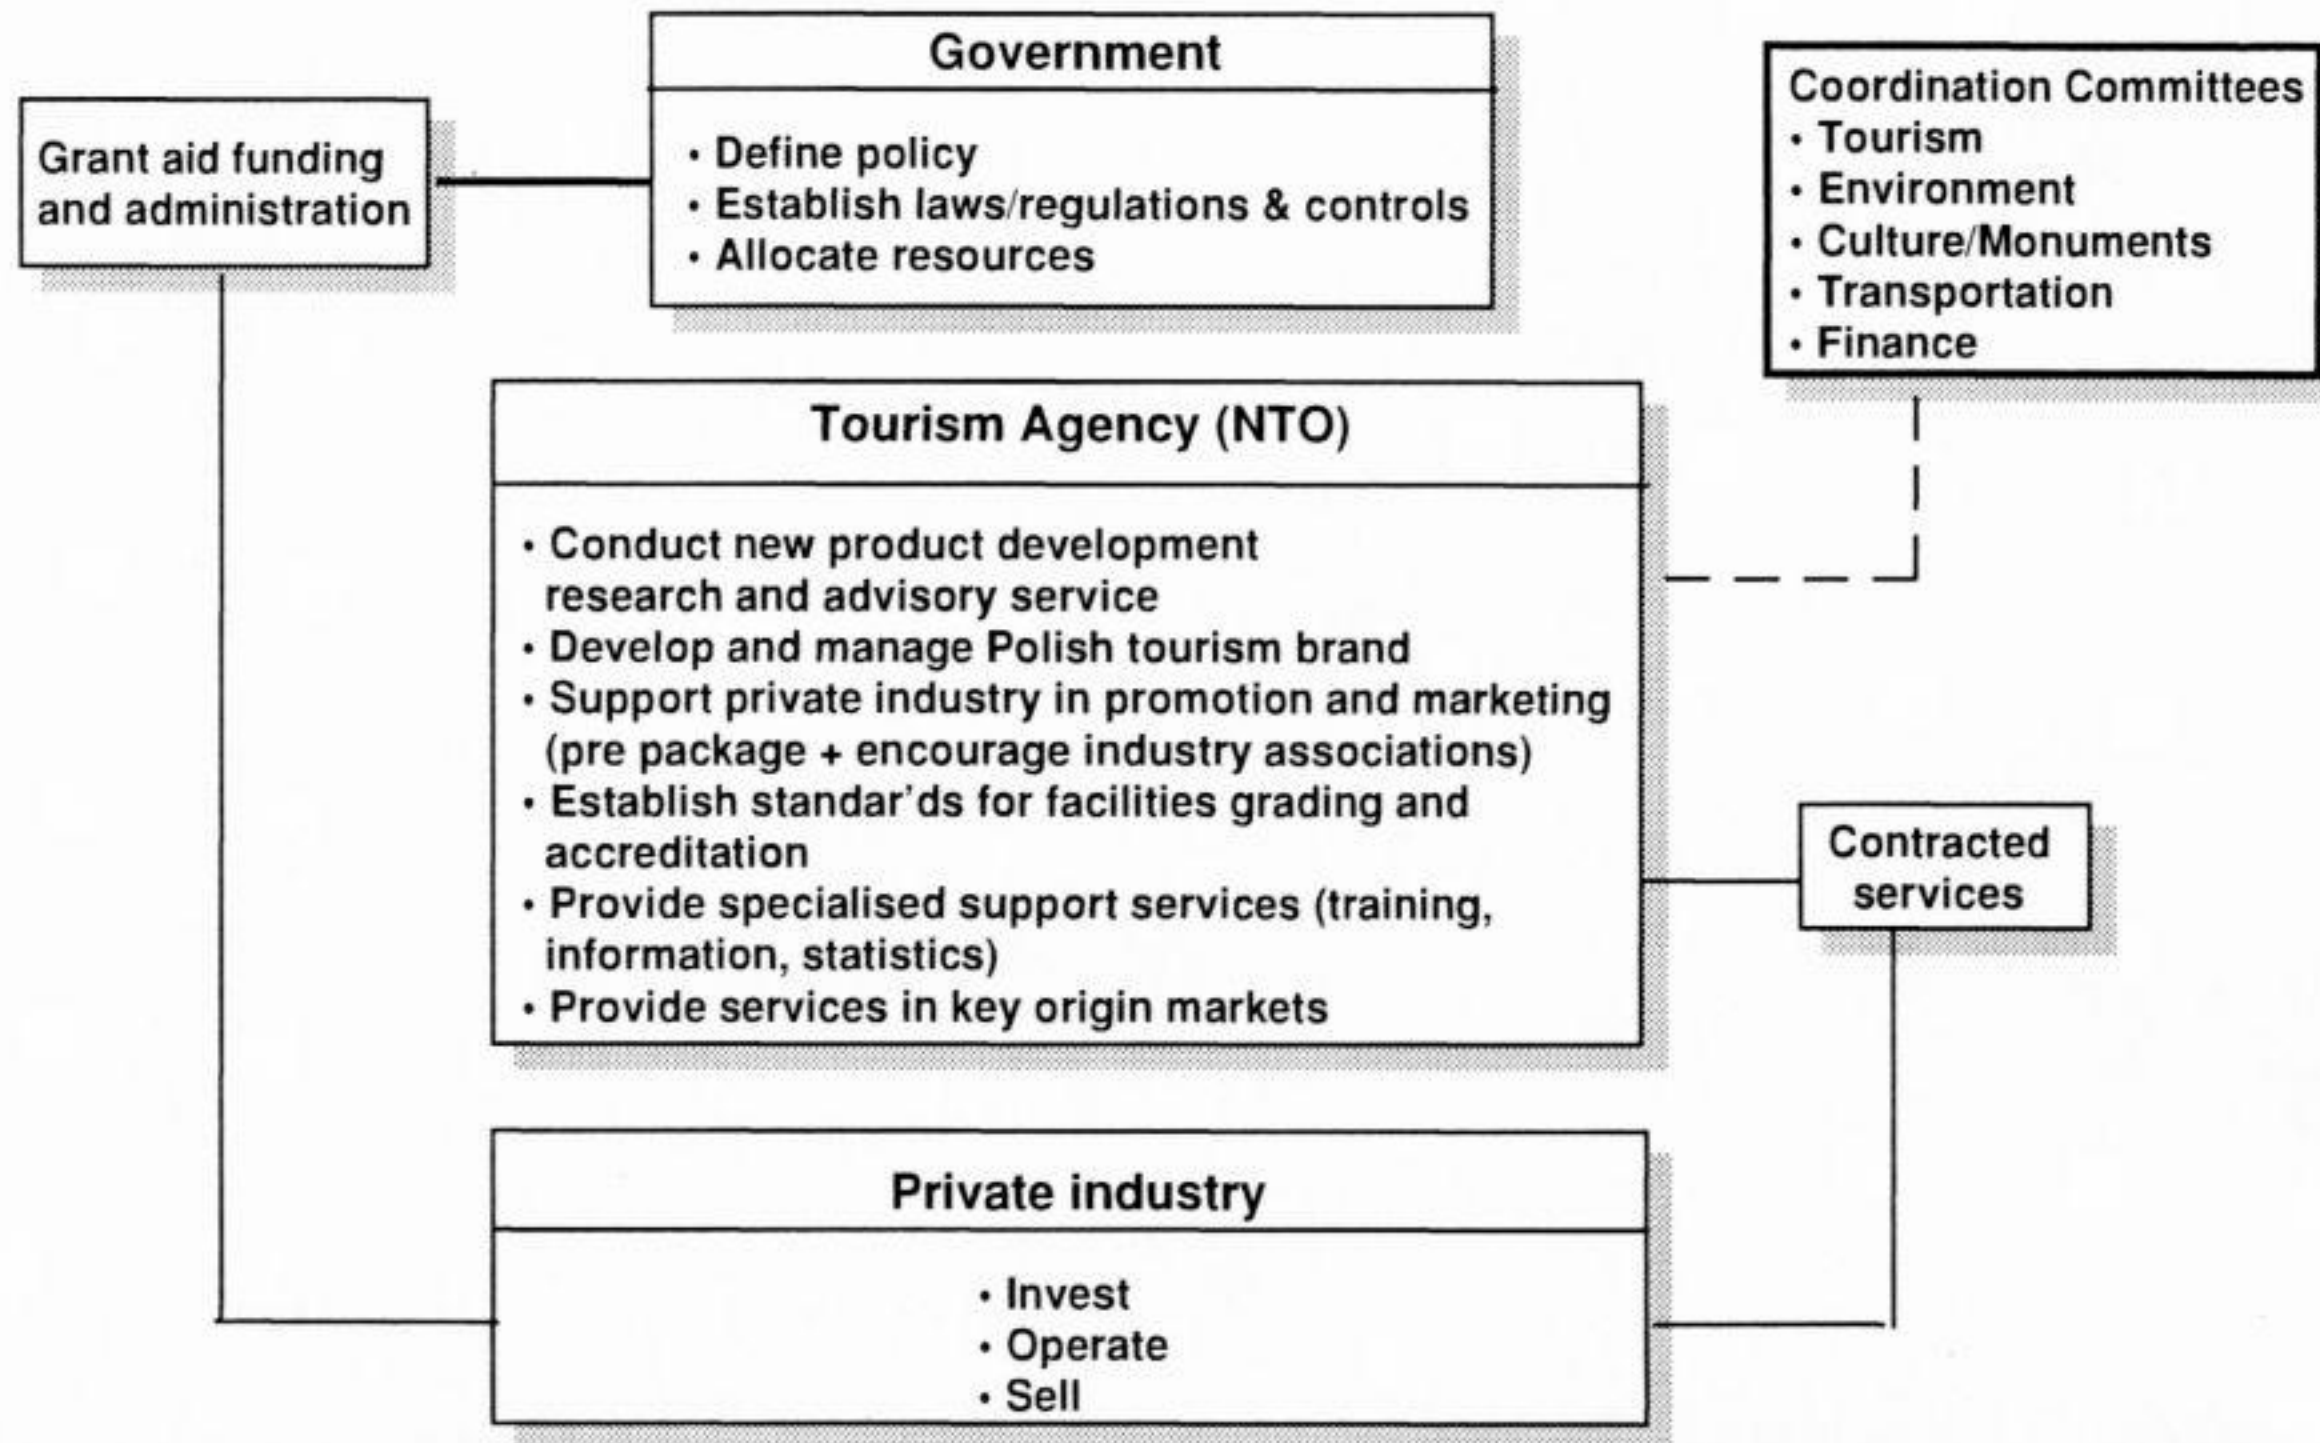 Government
• Define policy
• Establish laws/regulations & controls
• Allocate resources
Grant aid funding
and administration
Coordination Committees
• Tourism
• Environment
• Culture/Monuments
• Transportation
• Finance
Tourism Agency (NTO)
• Conduct new product development
research and advisory service
• Develop and manage Polish tourism brand
• Support private industry in promotion and marketing
(pre package + encourage industry associations)
• Establish standar'ds for facilities grading and
accreditation
• Provide specialised support services (training,
information, statistics)
• Provide services in key origin markets
Contracted
services
Private industry
• Invest
• Operate
• Sell